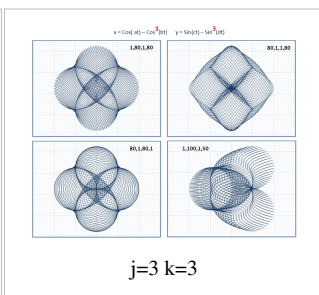 x = Cos( at) – Cos³(bt)   y = Sin(ct) – Sin³(dt)
1,80,1,80
80,1,1,80
80,1,80,1
1,100,1,50
j=3 k=3